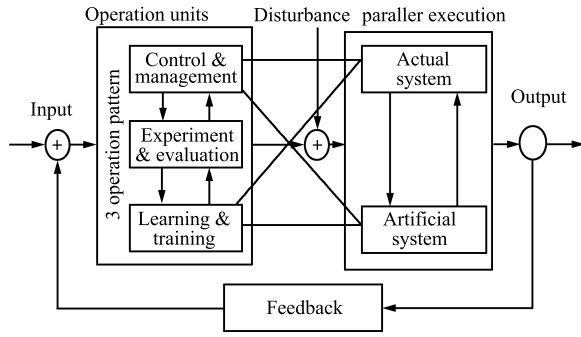 Operation units
Disturbance
paraller execution
Input
3 operation pattern
Control &
management
Experiment
& evaluation
Learning &
training
+
+
Actual
system
Artificial
system
Output
Feedback